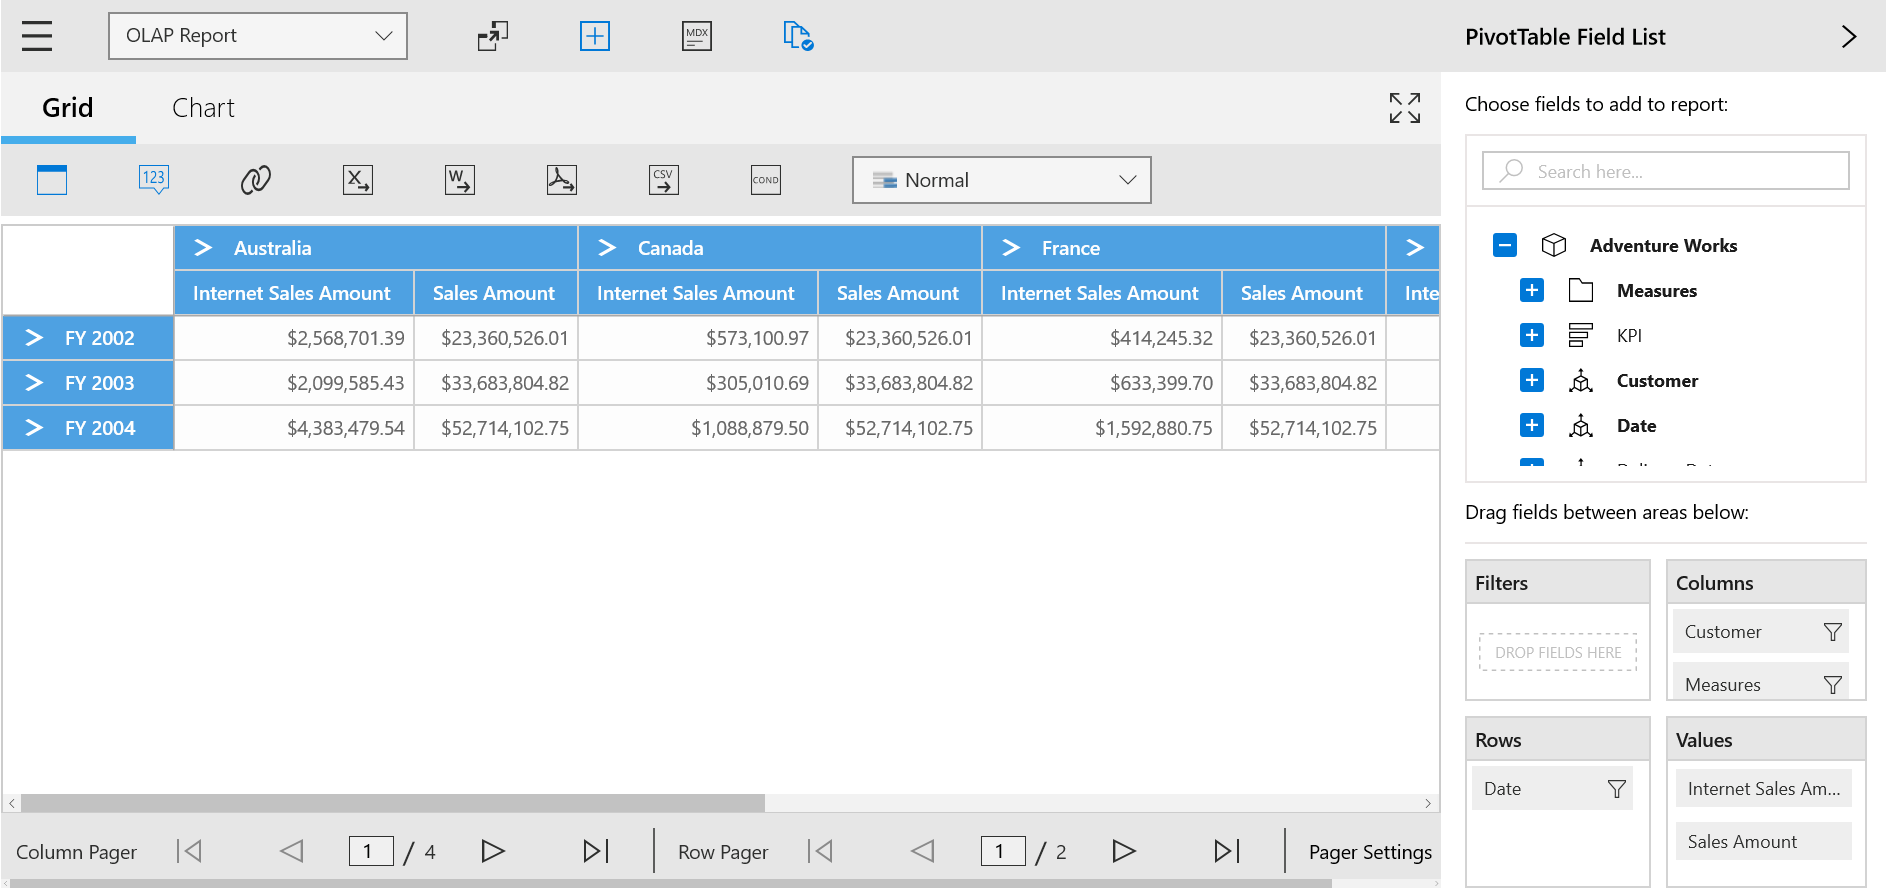 OLAP Report
MDX
PivotTable Field List
Grid
Chart
Choose fields to add to report:
123
X
W
CSV
COND
Normal
Search here...
Adventure Works
Measures
KPI
Customer
Date
Australia
Canada
France
Internet Sales Amount
Sales Amount
Internet Sales Amount
Sales Amount
Internet Sales Amount
Sales Amount
Inte
FY 2002
$2,568,701.39
$23,360,526.01
$573,100.97
$23,360,526.01
$414,245.32
$23,360,526.01
FY 2003
$2,099,585.43
$33,683,804.82
$305,010.69
$33,683,804.82
$633,399.70
$33,683,804.82
FY 2004
$4,383,479.54
$52,714,102.75
$1,088,879.50
$52,714,102.75
$1,592,880.75
$52,714,102.75
Drag fields between areas below:
Filters
DROP FIELDS HERE
Columns
Customer
Measures
Rows
Date
Values
Internet Sales Am...
Sales Amount
Column Pager
1 / 4
Row Pager
1 / 2
Pager Settings